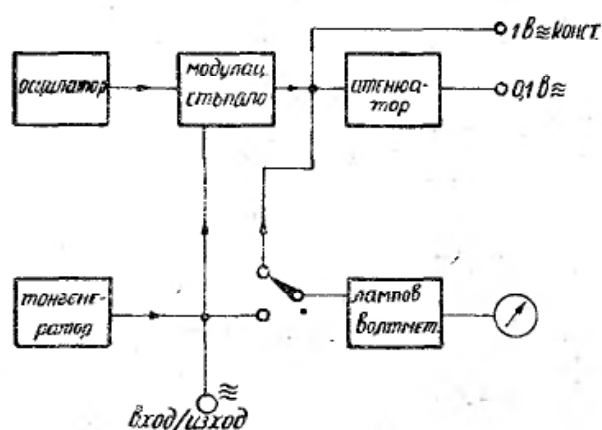 1 в ≅ конст.
осцилатор
модулац.
стъпало
атенюа-
тор
0,1 в ≅
тонгене-
ратор
лампов
волтмет.
≅
вход/изход